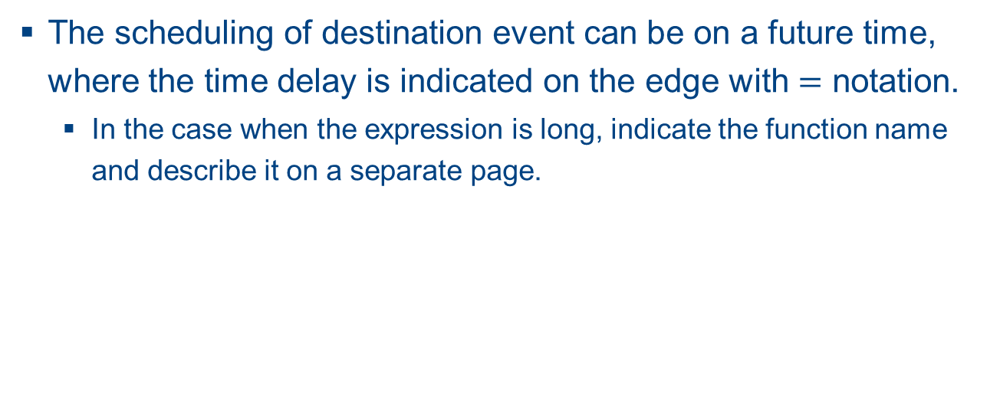 ▪ The scheduling of destination event can be on a future time,
where the time delay is indicated on the edge with = notation.
▪ In the case when the expression is long, indicate the function name
and describe it on a separate page.